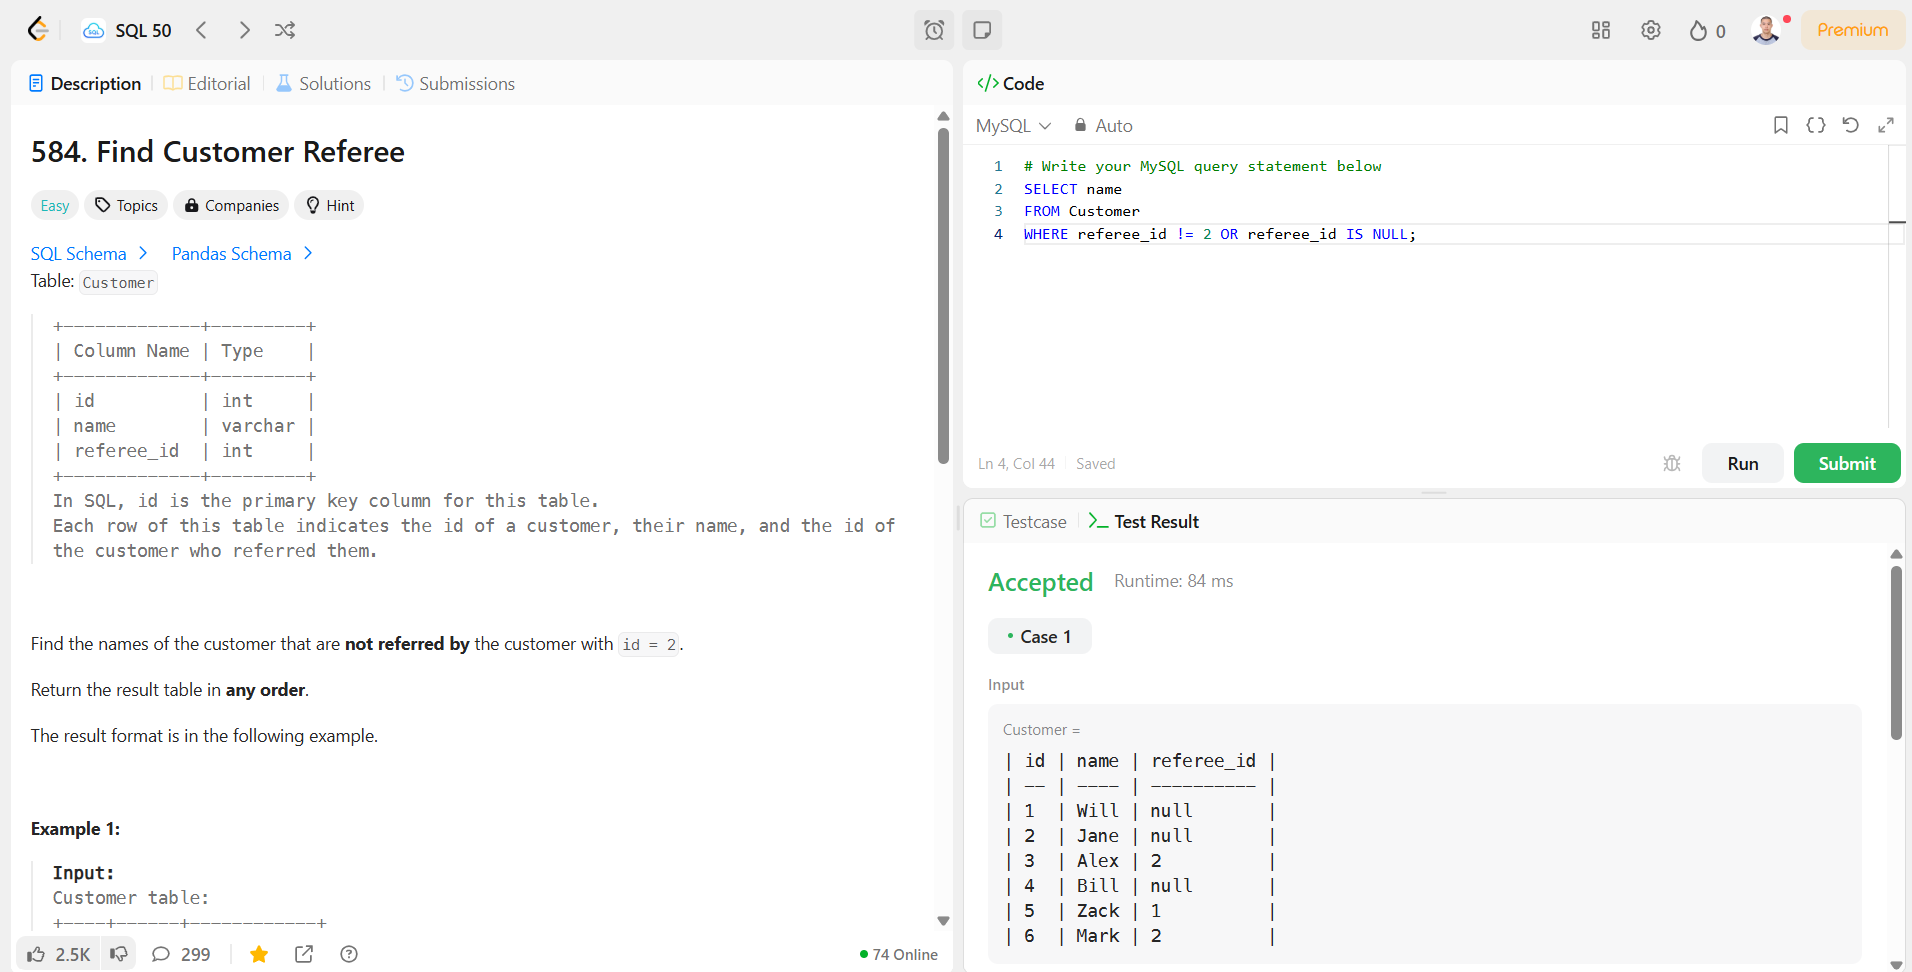 SQL 50
0
Premium
Description
Editorial
Solutions
Submissions
584. Find Customer Referee
Easy
Topics
Companies
Hint
SQL Schema
Pandas Schema
Table: Customer
+-------------+---------+
| Column Name | Type    |
+-------------+---------+
| id          | int     |
| name        | varchar |
| referee_id  | int     |
+-------------+---------+
In SQL, id is the primary key column for this table.
Each row of this table indicates the id of a customer, their name, and the id of
the customer who referred them.
Find the names of the customer that are not referred by the customer with id = 2.
Return the result table in any order.
The result format is in the following example.
Example 1:
Input:
Customer table:
+----+------+------------+
2.5K
299
74 Online
</> Code
MySQL
Auto
1 # Write your MySQL query statement below
2 SELECT name
3 FROM Customer
4 WHERE referee_id != 2 OR referee_id IS NULL;
Ln 4, Col 44
Saved
Run
Submit
Testcase
Test Result
Accepted
Runtime: 84 ms
Case 1
Input
Customer =
| id | name | referee_id |
| -- | ---- | ---------- |
| 1  | Will | null       |
| 2  | Jane | null       |
| 3  | Alex | 2          |
| 4  | Bill | null       |
| 5  | Zack | 1          |
| 6  | Mark | 2          |